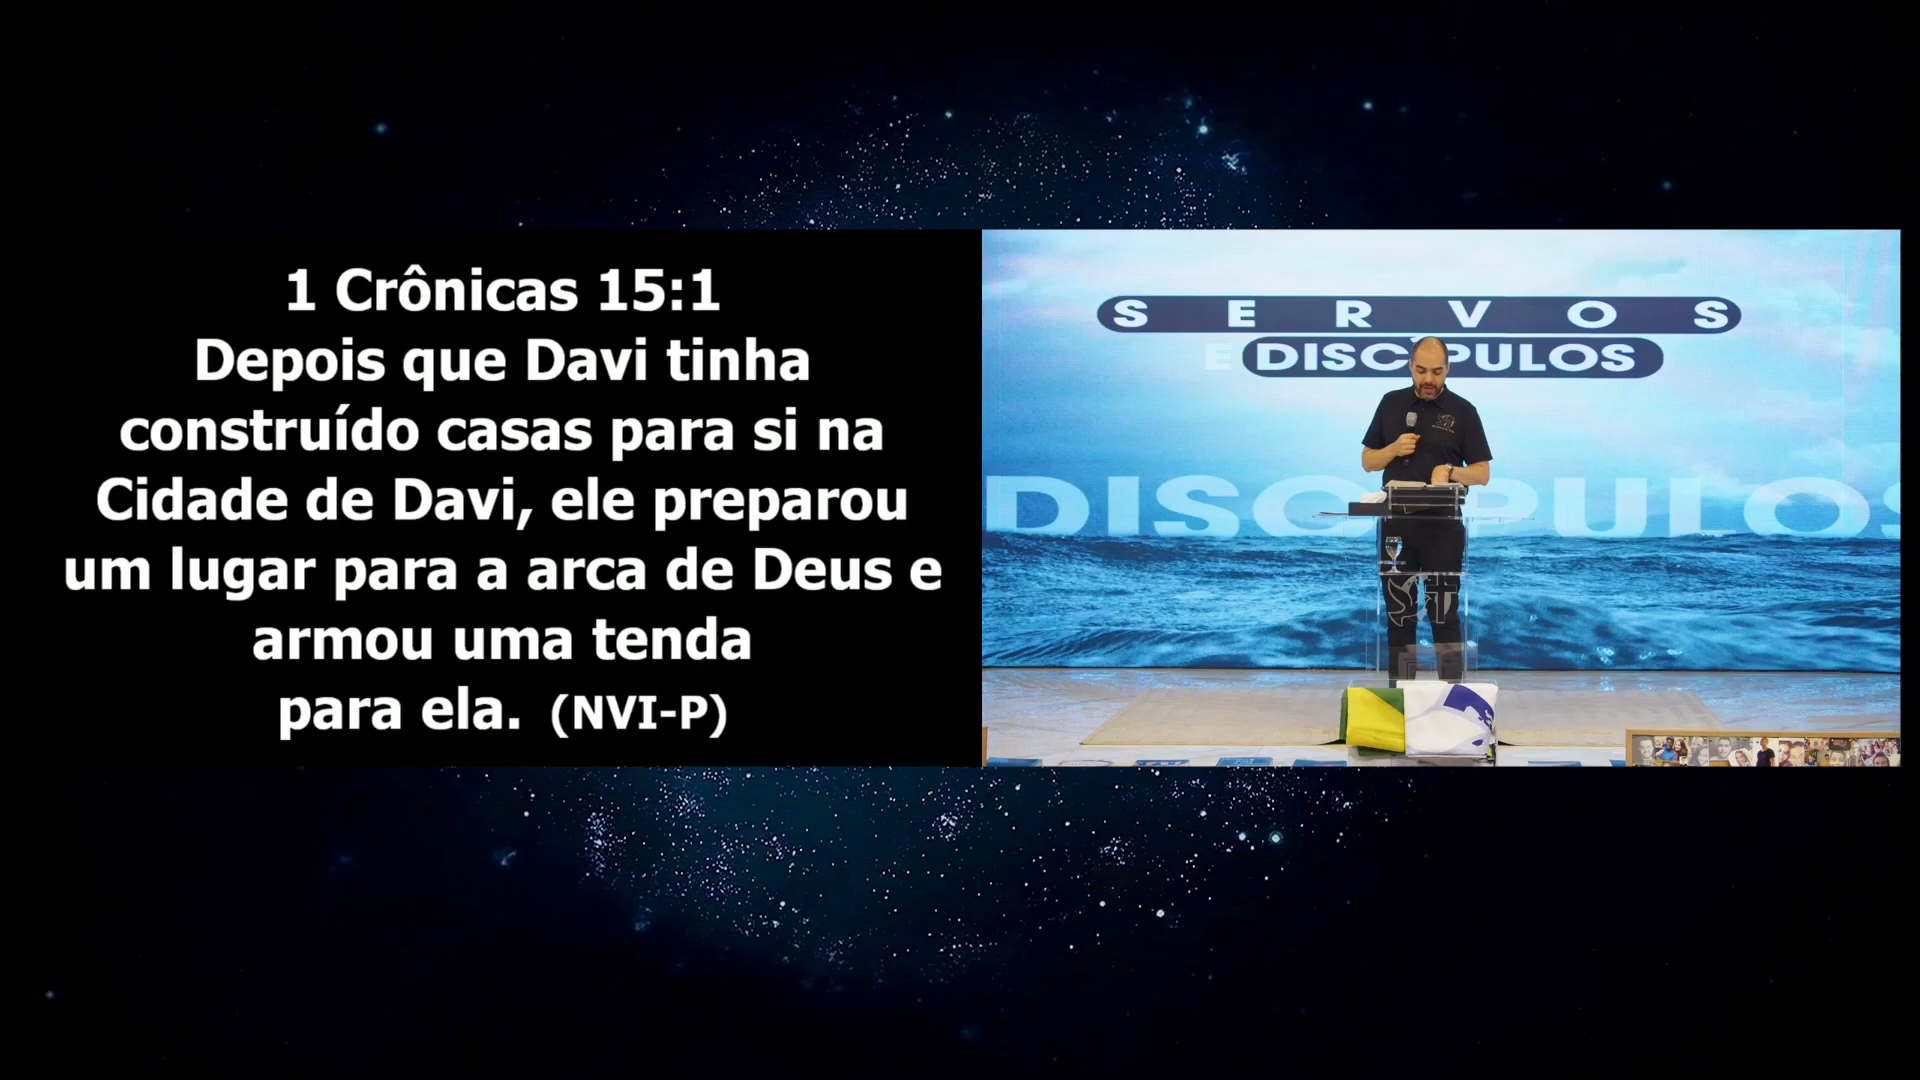 1 Crônicas 15:1
Depois que Davi tinha
construído casas para si na
Cidade de Davi, ele preparou
um lugar para a arca de Deus e
armou uma tenda
para ela. (NVI-P)
SERVOS
E DISCÍPULOS